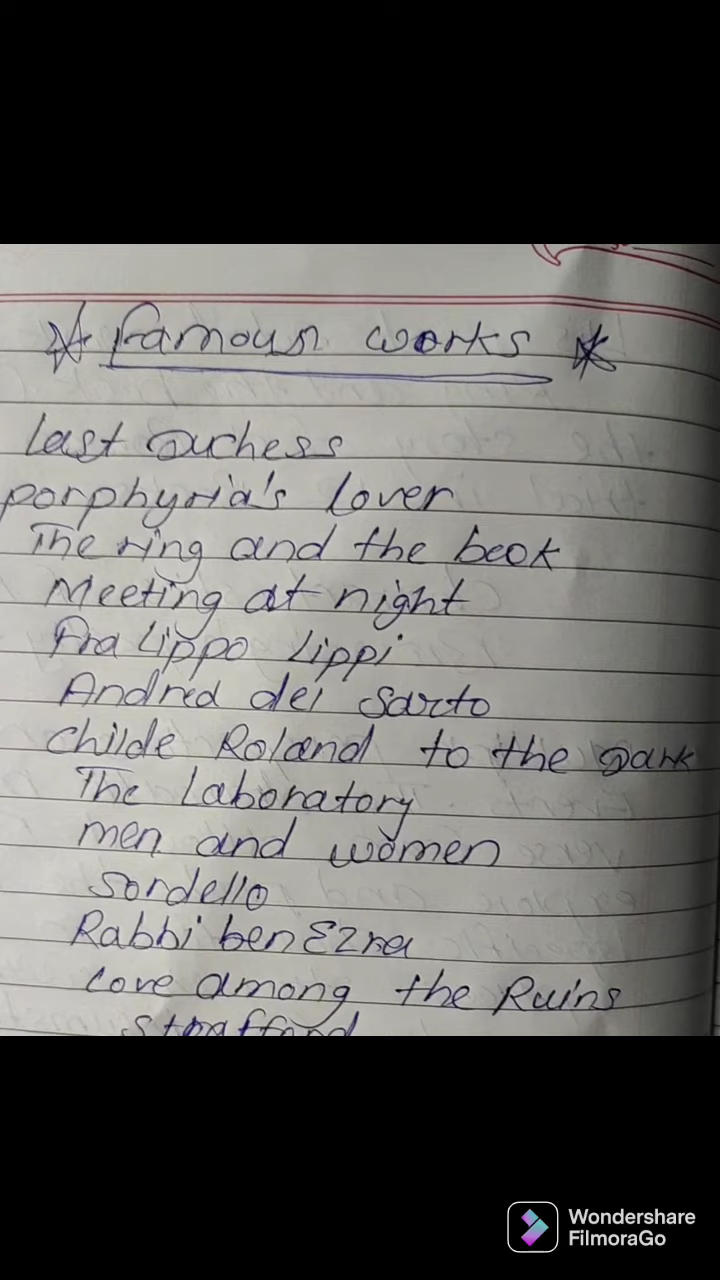 Famous works
Last Duchess
porphyria's lover
The ring and the book
Meeting at night
Fra Lippo Lippi
Andrea del Sarto
Childe Roland to the Dark
The Laboratory
men and women
Sordello
Rabbi ben Ezra
Love among the Ruins
Strafford
Wondershare
FilmoraGo